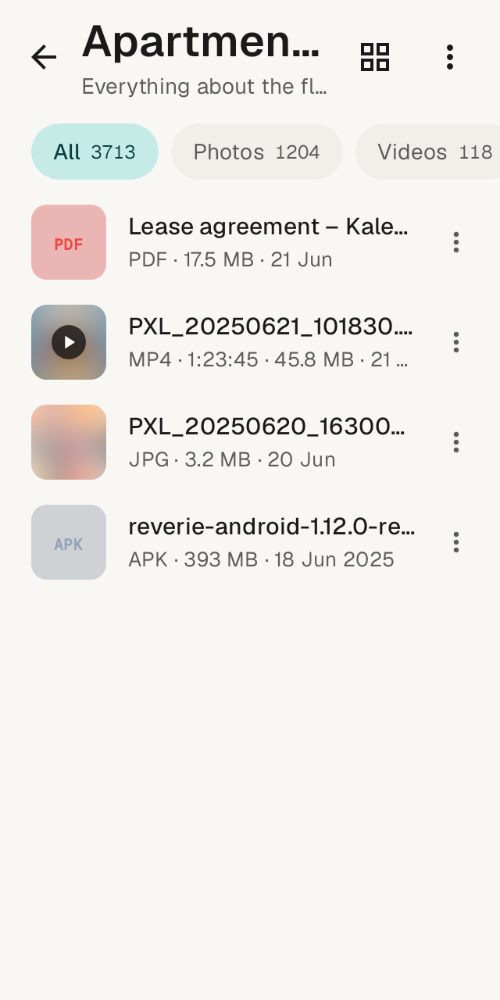 Apartmen...
Everything about the fl...
All 3713
Photos 1204
Videos 118
PDF
Lease agreement – Kale...
PDF · 17.5 MB · 21 Jun
PXL_20250621_101830....
MP4 · 1:23:45 · 45.8 MB · 21 ...
PXL_20250620_16300...
JPG · 3.2 MB · 20 Jun
APK
reverie-android-1.12.0-re...
APK · 393 MB · 18 Jun 2025